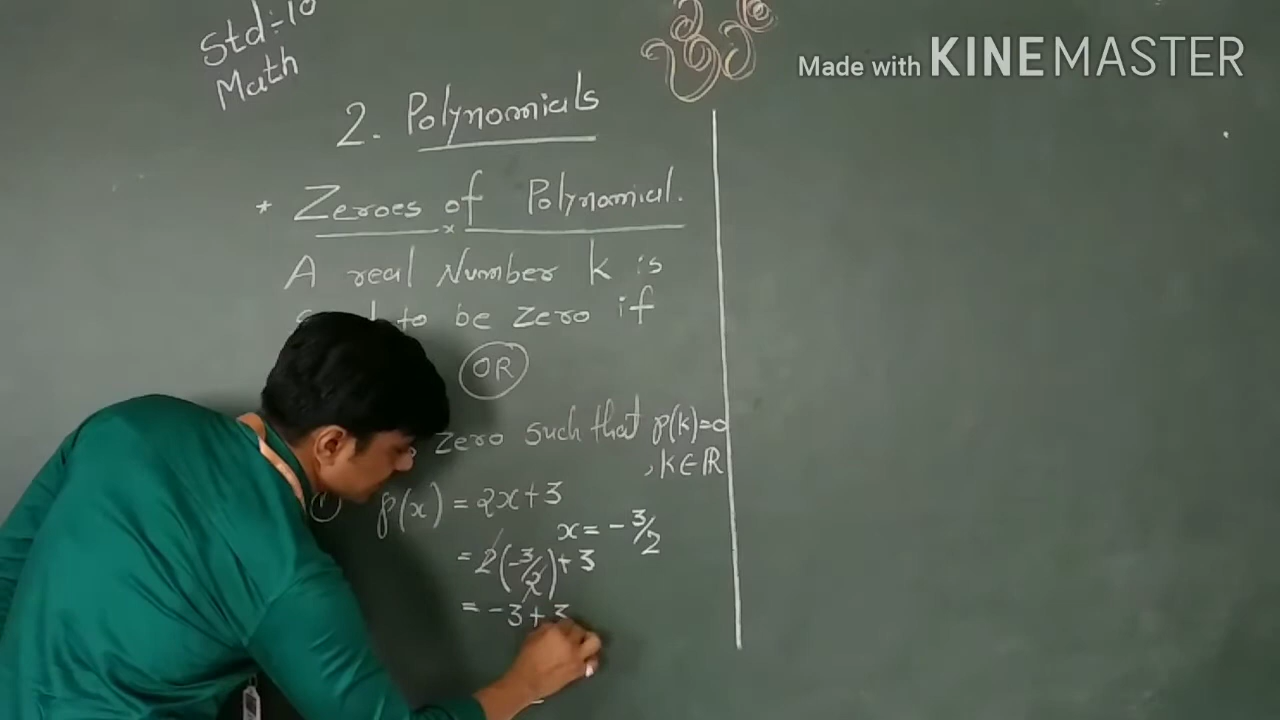 Std:-10
Math
Made with KINEMASTER
2. Polynomials
* Zeroes of Polynomial.
A real Number k is
to be zero if
OR
zero such that p(k)=0
, k∈ℝ
① p(x) = 2x+3
x = -3/2
= 2(-3/2)+3
= -3+3